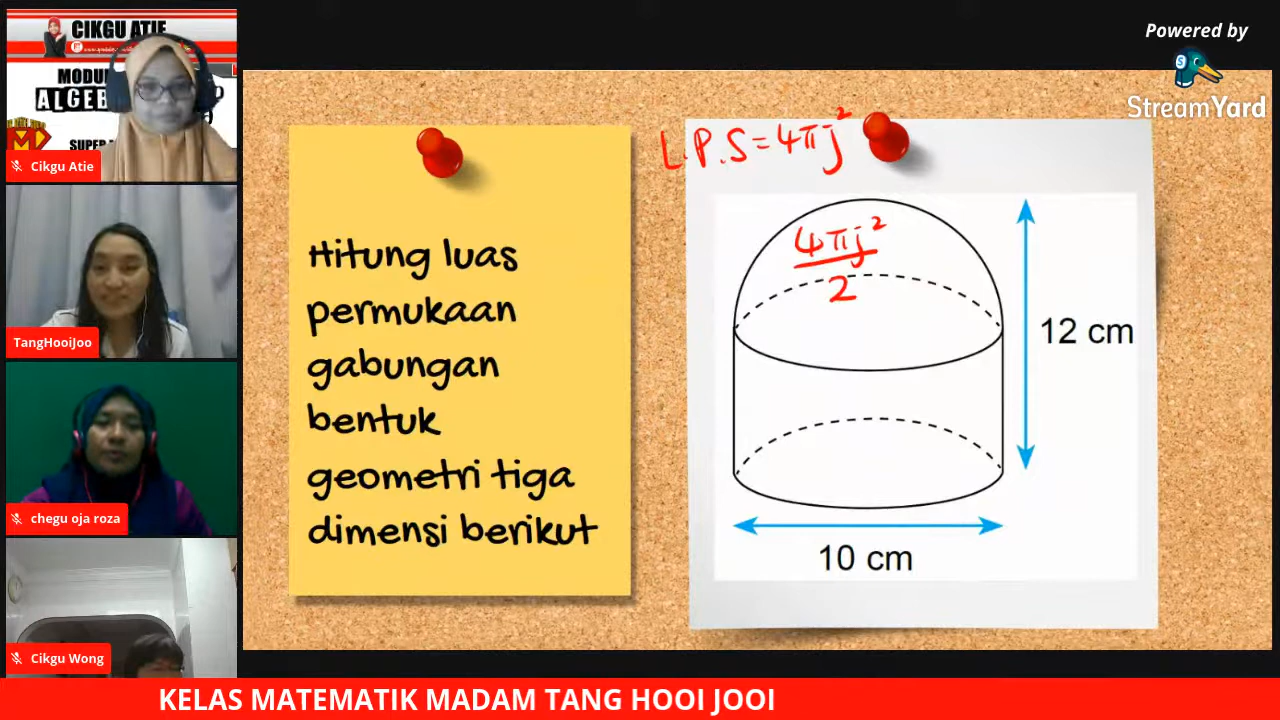 CIKGU ATIE
MODUL
ALGEB
SUPER
Cikgu Atie
TangHooiJoo
chegu oja roza
Cikgu Wong
Powered by
StreamYard
Hitung luas
permukaan
gabungan
bentuk
geometri tiga
dimensi berikut
L.P.S = 4πj²
4πj²
2
12 cm
10 cm
KELAS MATEMATIK MADAM TANG HOOI JOOI